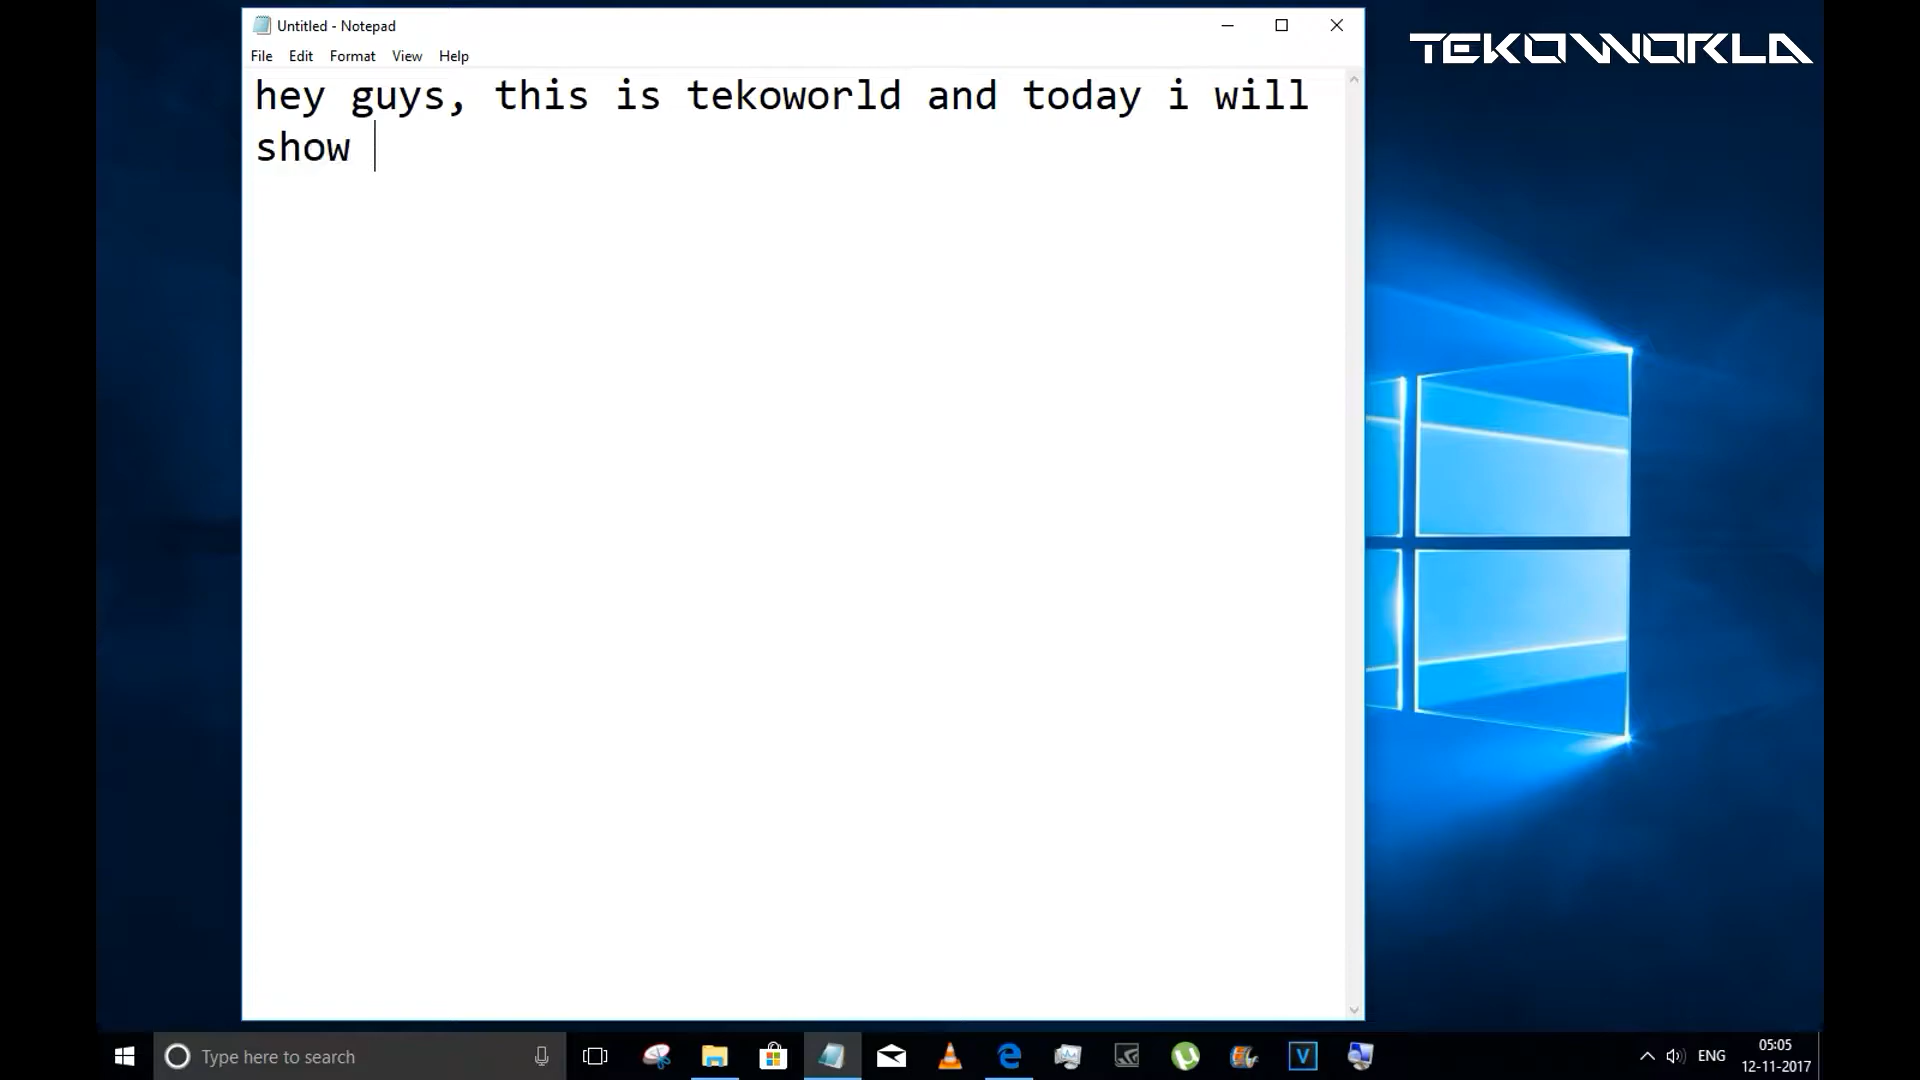 Untitled - Notepad
TEKOWORLD
File Edit Format View Help
hey guys, this is tekoworld and today i will
show
Type here to search
V
ENG
05:05
12-11-2017